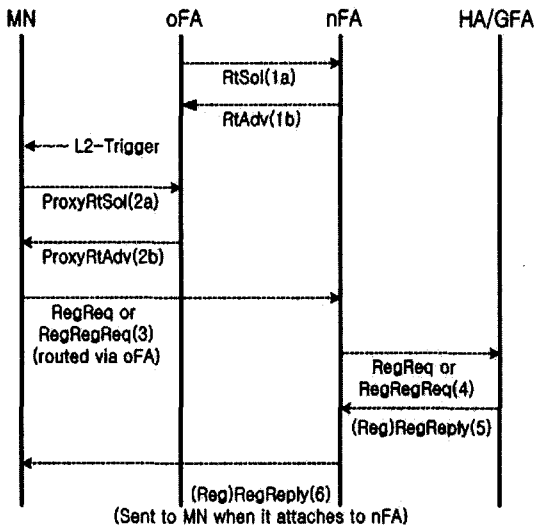 MN oFA nFA HA/GFA
RtSol(1a)
RtAdv(1b)
L2-Trigger
ProxyRtSol(2a)
ProxyRtAdv(2b)
RegReq or
RegRegReq(3)
(routed via oFA)
RegReq or
RegRegReq(4)
(Reg)RegReply(5)
(Reg)RegReply(6)
(Sent to MN when it attaches to nFA)